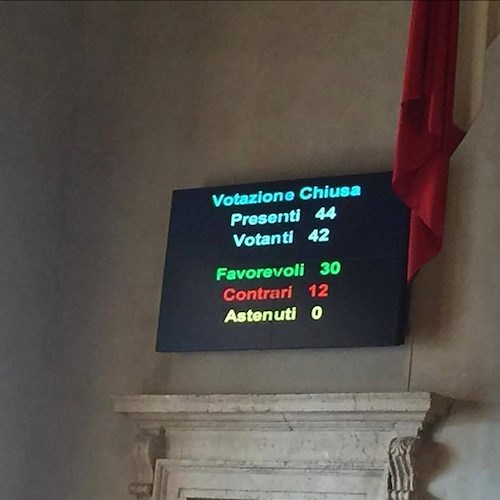 Votazione Chiusa
Presenti 44
Votanti 42
Favorevoli 30
Contrari 12
Astenuti 0